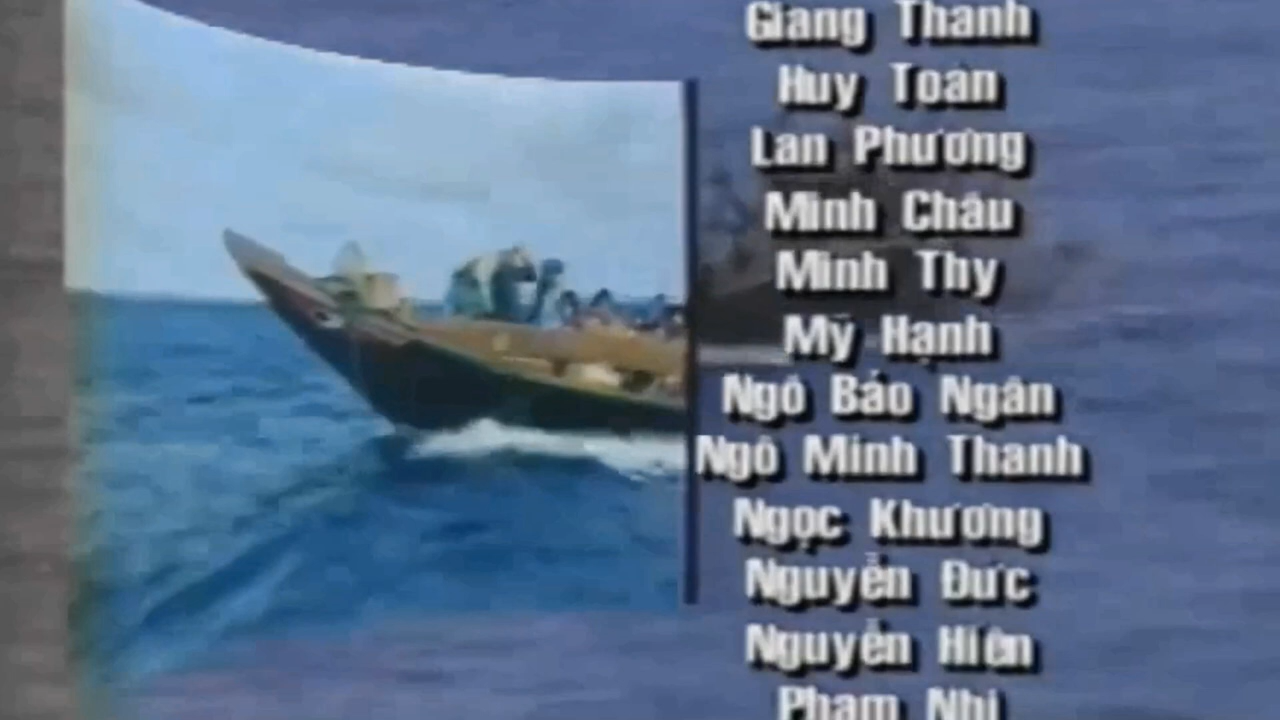 Giang Thanh
Huy Toàn
Lan Phương
Minh Châu
Minh Thy
Mỹ Hạnh
Ngô Bảo Ngân
Ngô Minh Thanh
Ngọc Khương
Nguyễn Đức
Nguyễn Hiền
Phạm Nhi